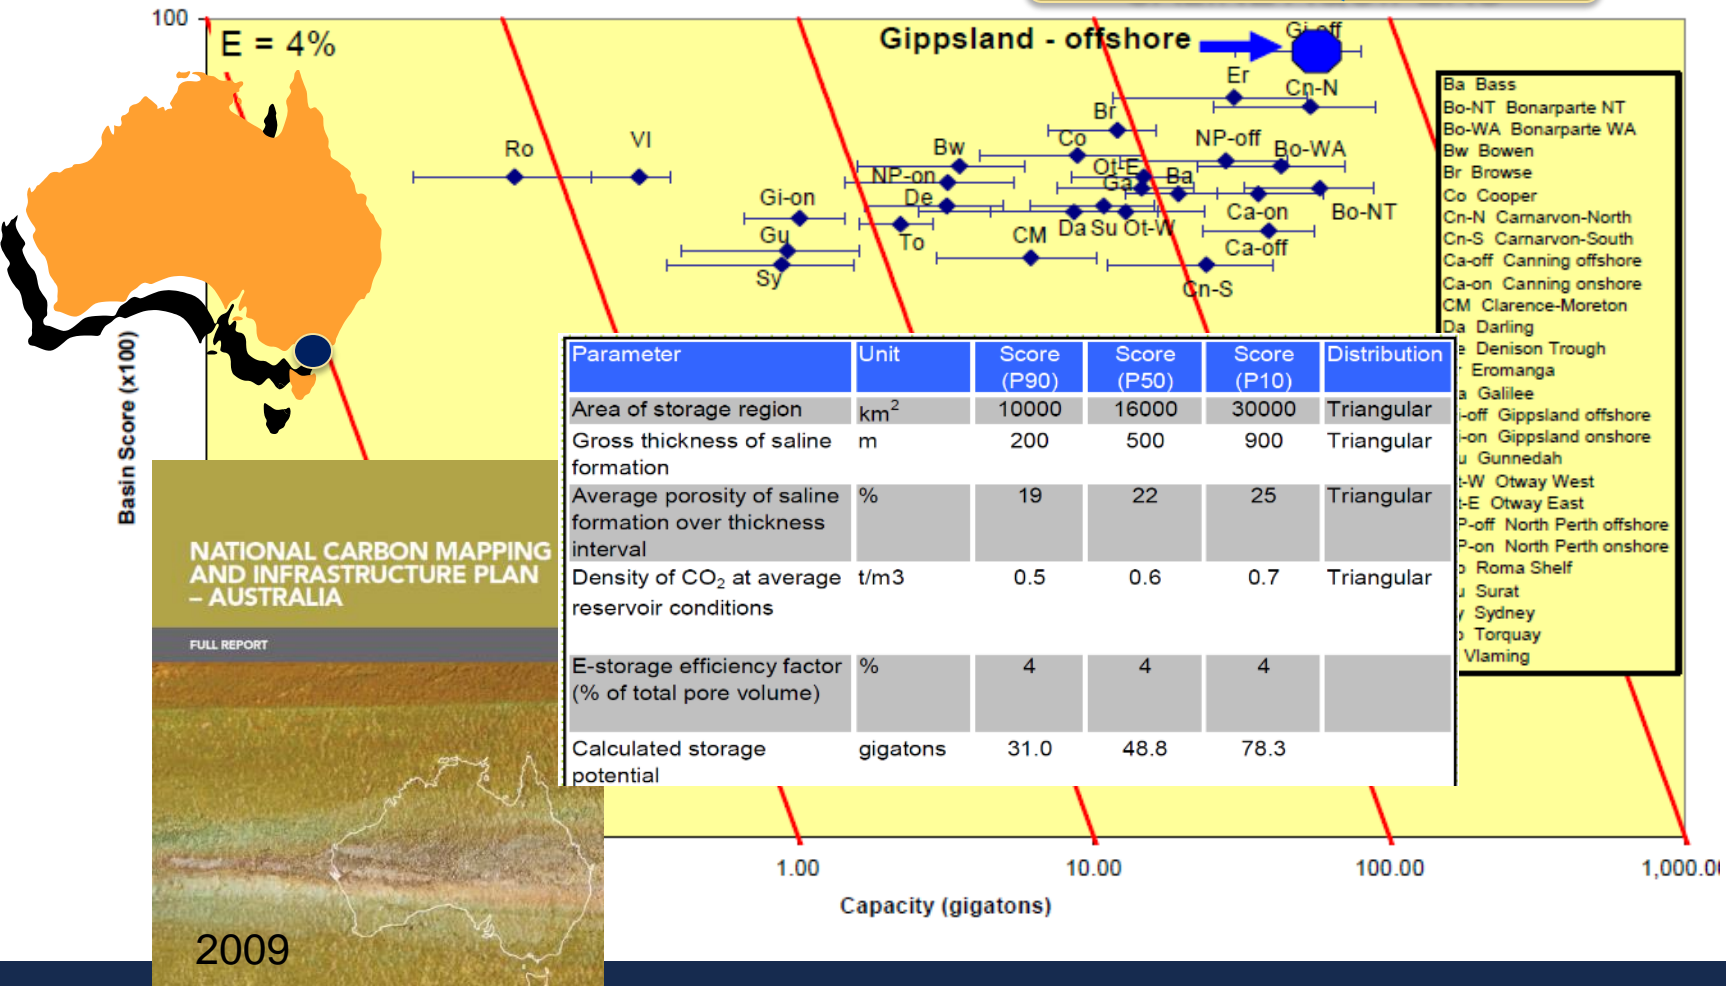 100
E = 4%
Gippsland - offshore
Gi-off
Er
Cn-N
Br
Ro
VI
Bw
Co
NP-off
Bo-WA
NP-on
Ot-E
Ga
Ba
Gi-on
De
Ca-on
Bo-NT
Gu
To
CM
Da
Su
Ot-W
Ca-off
Sy
Cn-S
Ba Bass
Bo-NT Bonarparte NT
Bo-WA Bonarparte WA
Bw Bowen
Br Browse
Co Cooper
Cn-N Carnarvon-North
Cn-S Carnarvon-South
Ca-off Canning offshore
Ca-on Canning onshore
CM Clarence-Moreton
Da Darling
e Denison Trough
r Eromanga
a Galilee
i-off Gippsland offshore
i-on Gippsland onshore
u Gunnedah
t-W Otway West
t-E Otway East
P-off North Perth offshore
P-on North Perth onshore
o Roma Shelf
u Surat
y Sydney
o Torquay
Vlaming
Basin Score (x100)
Parameter Unit Score (P90) Score (P50) Score (P10) Distribution
Area of storage region km2 10000 16000 30000 Triangular
Gross thickness of saline m 200 500 900 Triangular
formation
Average porosity of saline % 19 22 25 Triangular
formation over thickness
interval
Density of CO2 at average t/m3 0.5 0.6 0.7 Triangular
reservoir conditions
E-storage efficiency factor % 4 4 4
(% of total pore volume)
Calculated storage gigatons 31.0 48.8 78.3
potential
NATIONAL CARBON MAPPING
AND INFRASTRUCTURE PLAN
– AUSTRALIA
FULL REPORT
2009
1.00 10.00 100.00 1,000.0
Capacity (gigatons)